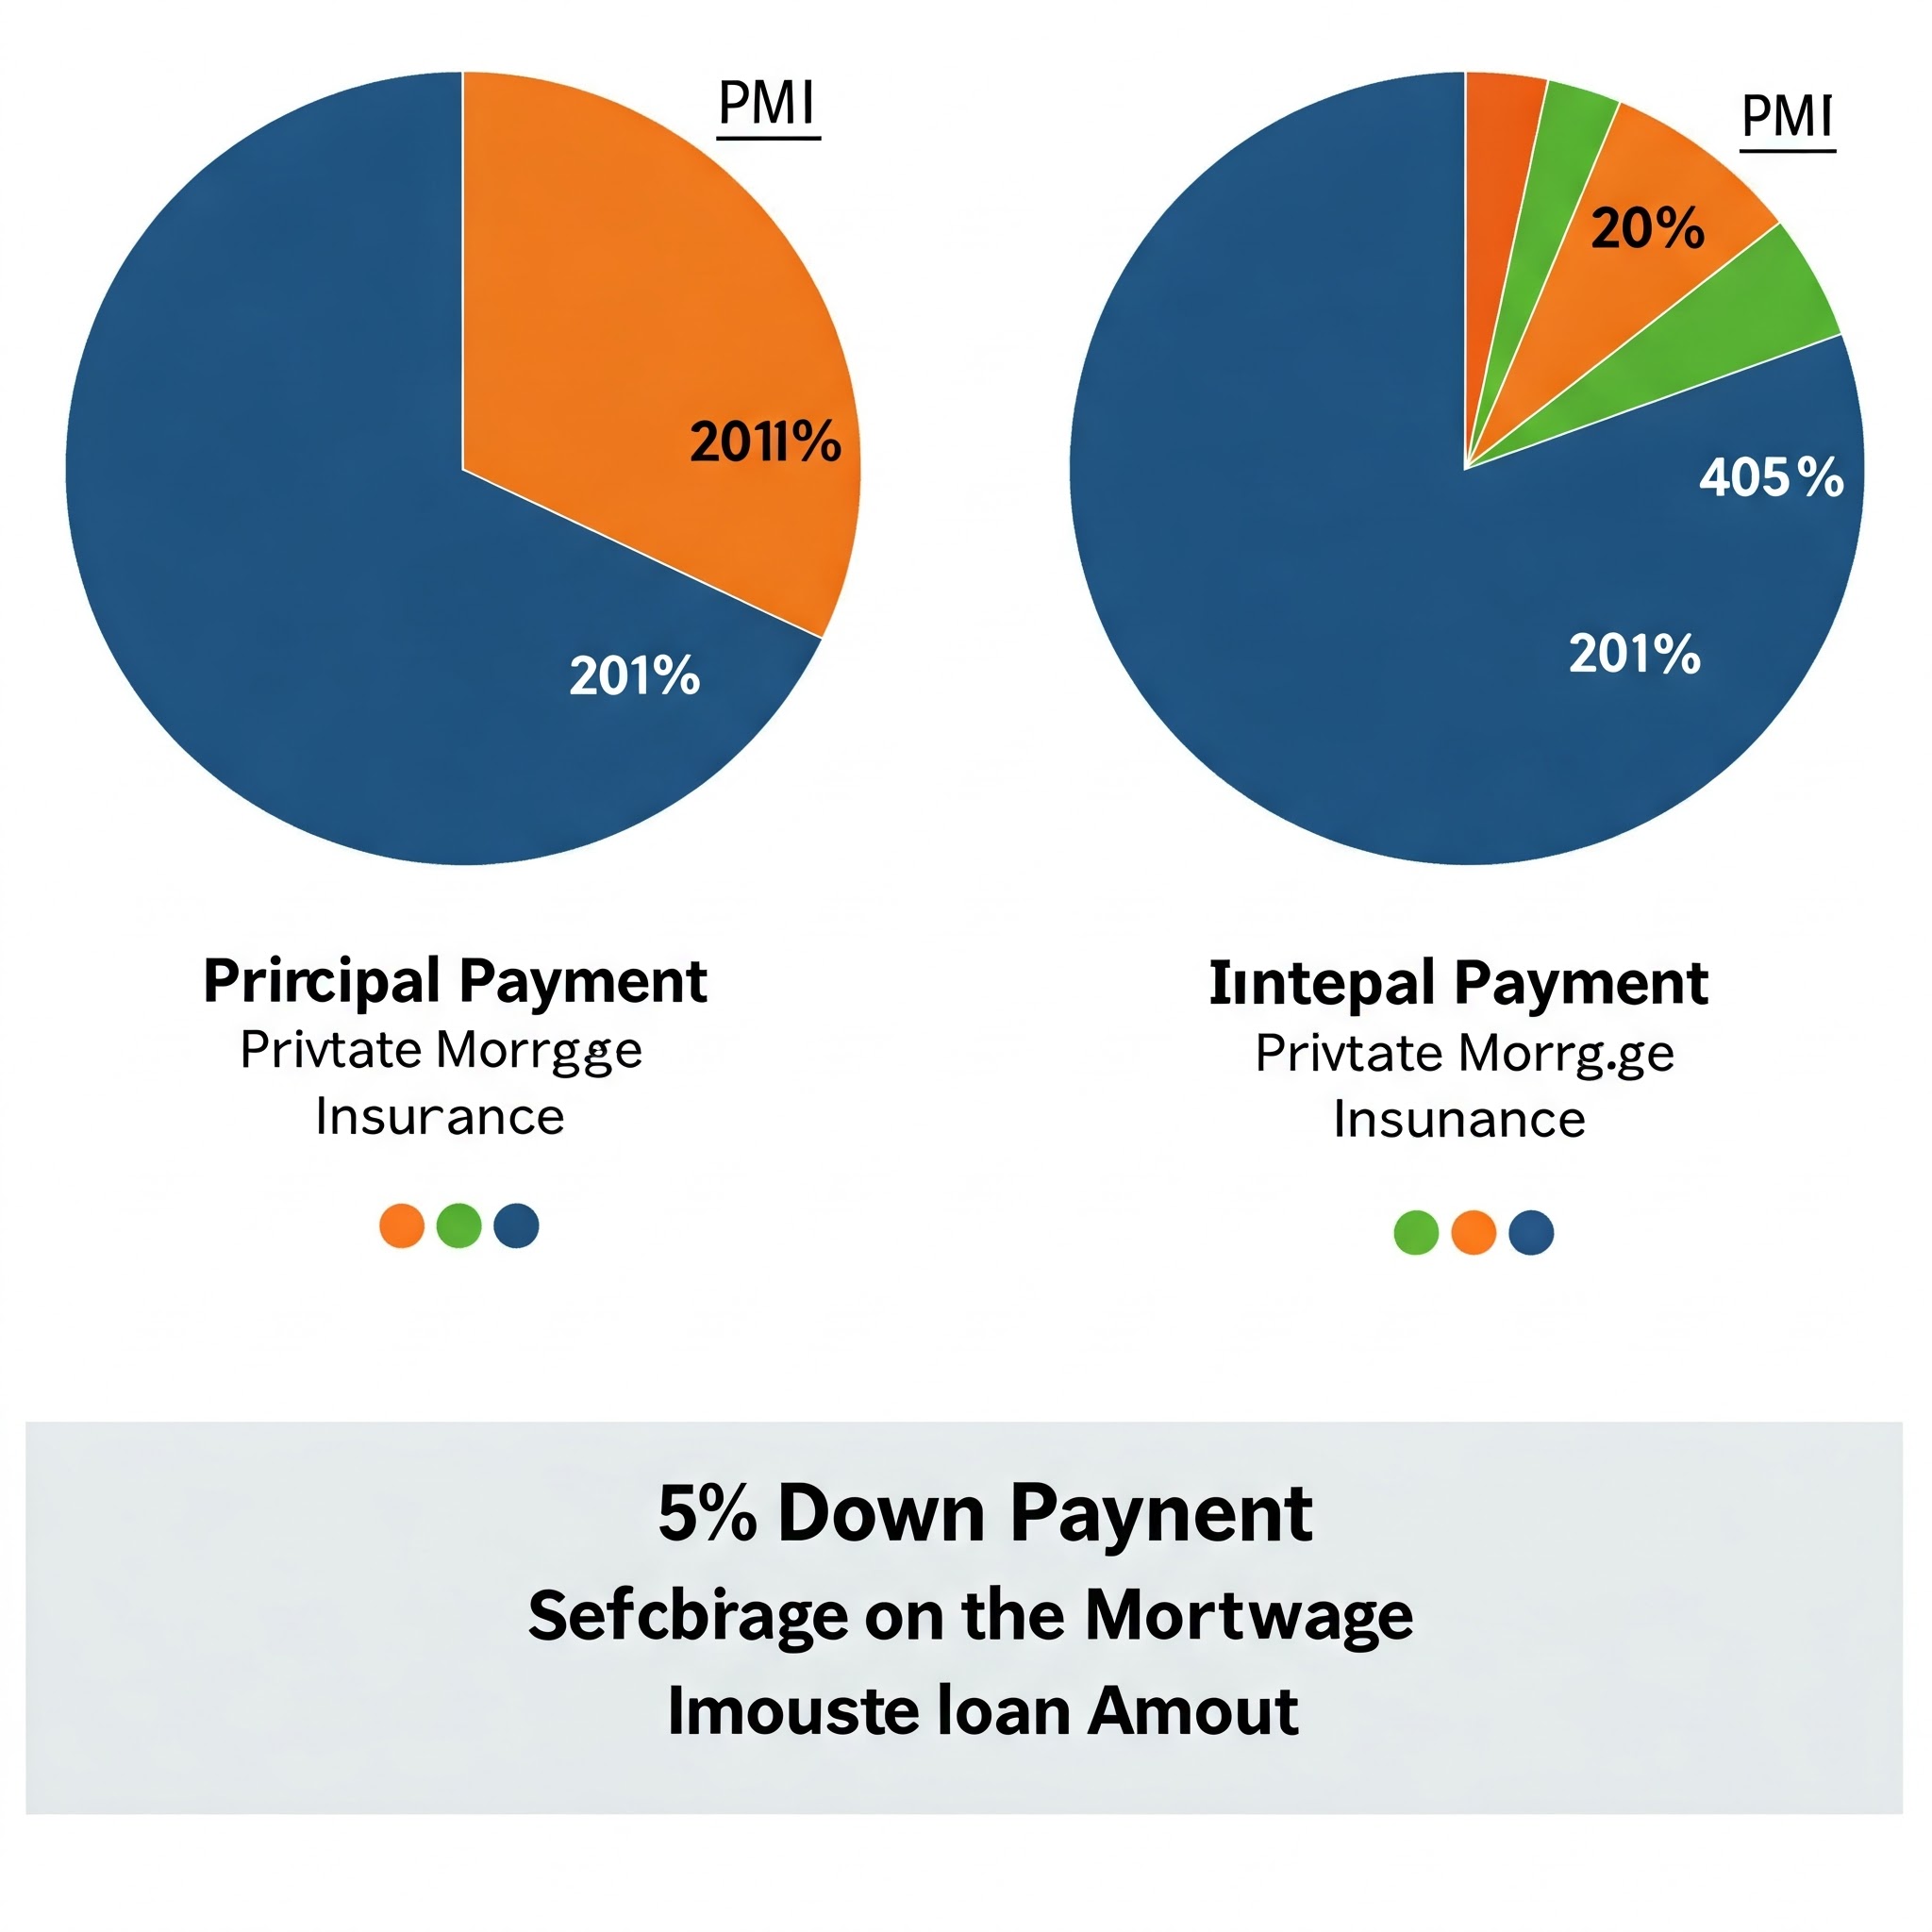 PMI
2011%
201%
PMI
20%
405%
201%
Prircipal Payment
Privtate Morrgge
Insurance
Iıntepal Payment
Privtate Morrg.ge
Insunance
5% Down Paynent
Sefcbırage on the Mortwage
Imouste loan Amout